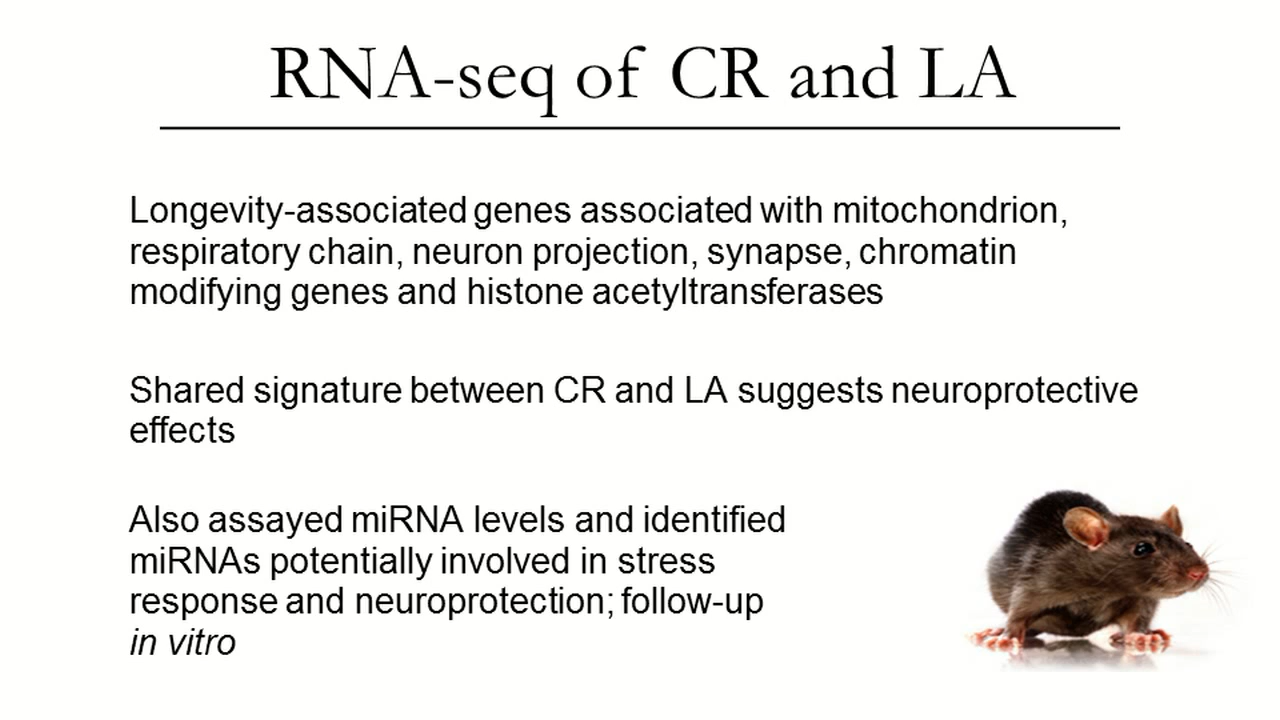 RNA-seq of CR and LA
Longevity-associated genes associated with mitochondrion,
respiratory chain, neuron projection, synapse, chromatin
modifying genes and histone acetyltransferases
Shared signature between CR and LA suggests neuroprotective
effects
Also assayed miRNA levels and identified
miRNAs potentially involved in stress
response and neuroprotection; follow-up
in vitro